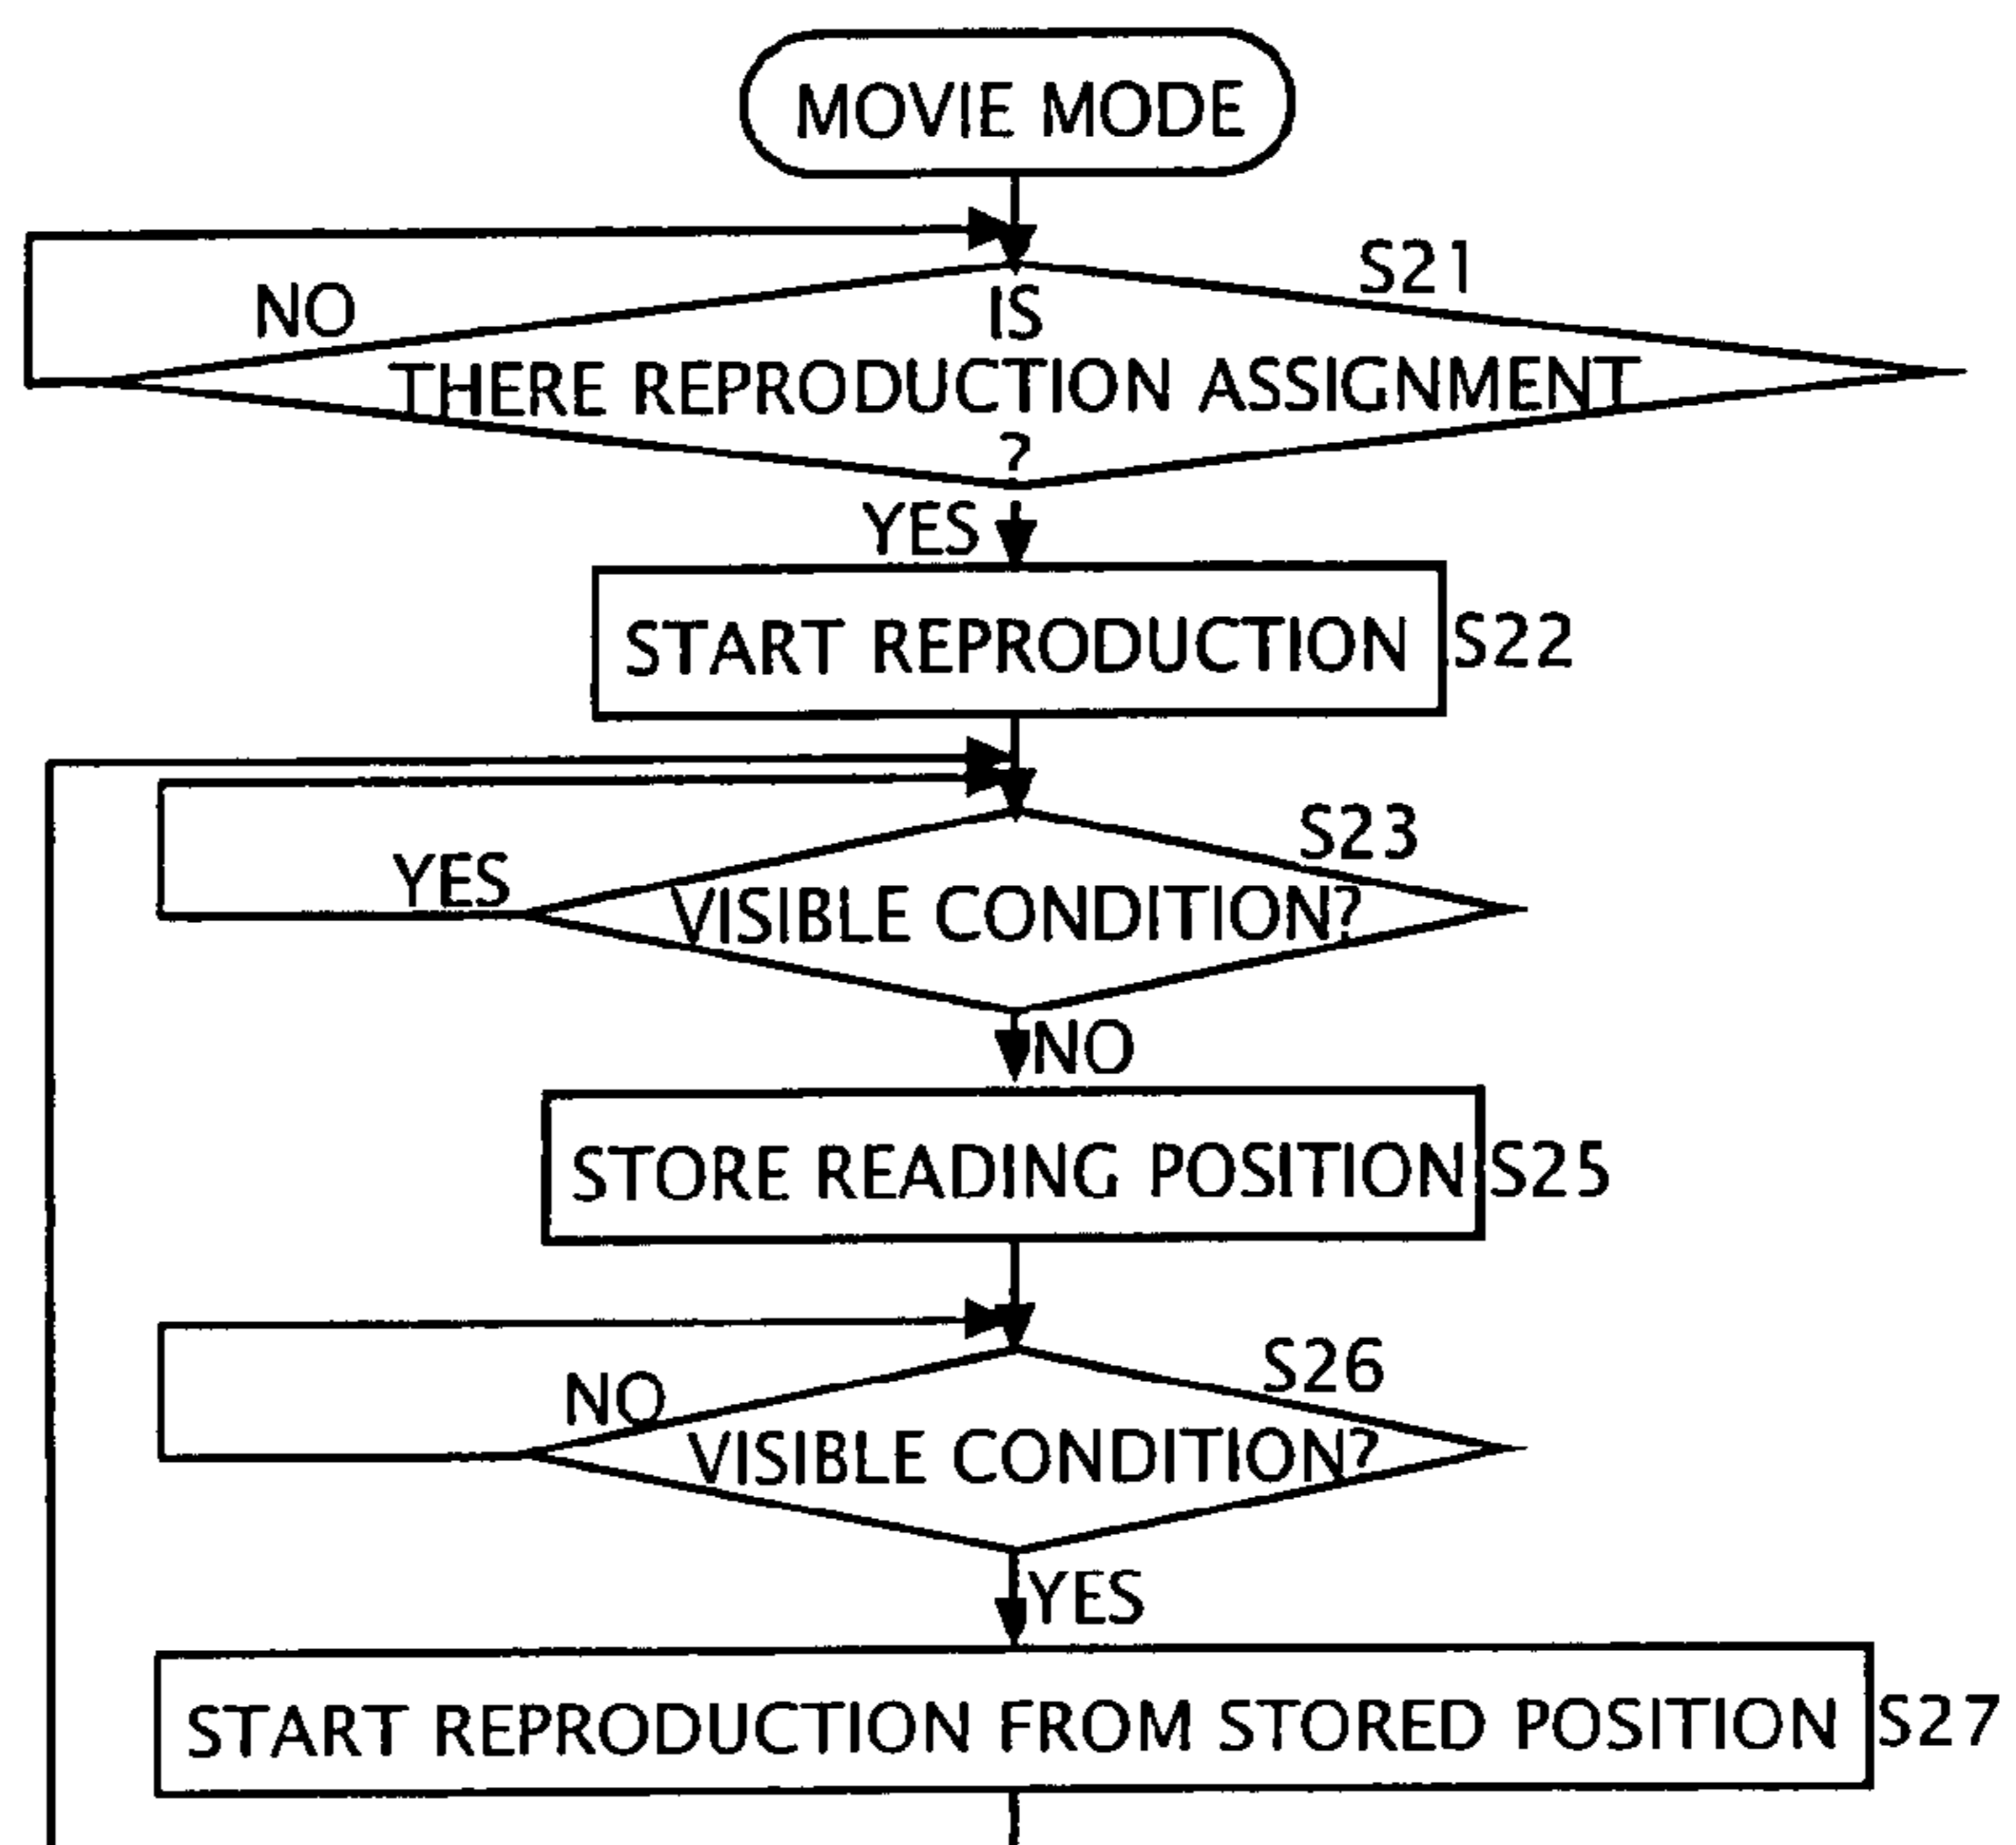 MOVIE MODE
S21
NO
IS
THERE REPRODUCTION ASSIGNMENT
?
YES
START REPRODUCTION S22
S23
YES
VISIBLE CONDITION?
NO
STORE READING POSITION S25
S26
NO
VISIBLE CONDITION?
YES
START REPRODUCTION FROM STORED POSITION S27